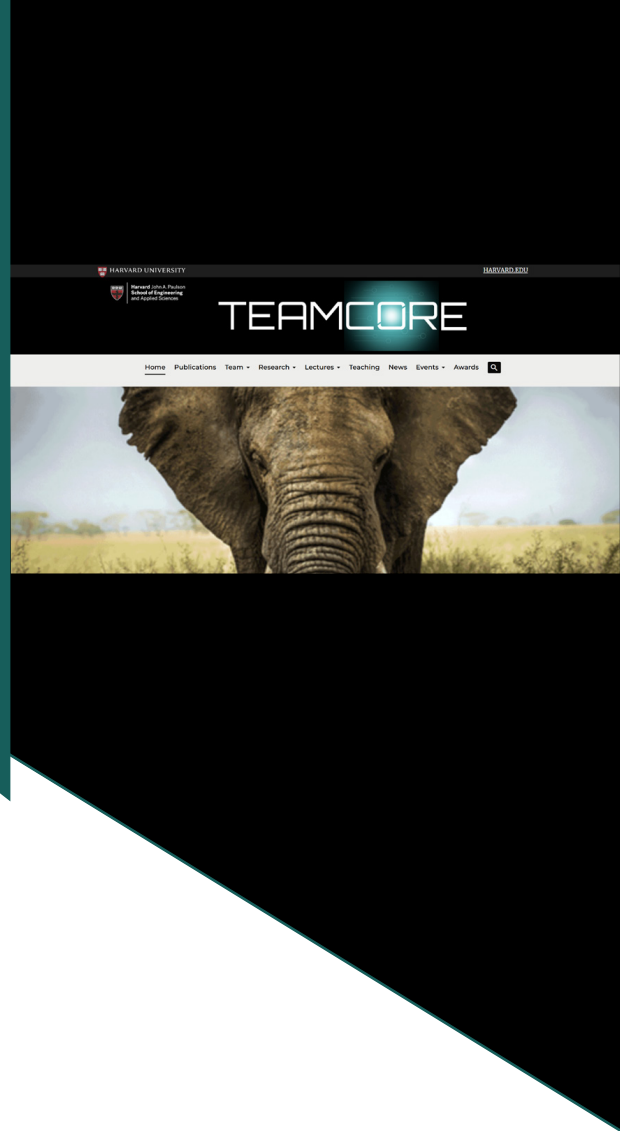 HARVARD UNIVERSITY
HARVARD.EDU
Harvard John A. Paulson
School of Engineering
and Applied Sciences
TEAMCORE
Home Publications Team Research Lectures Teaching News Events Awards